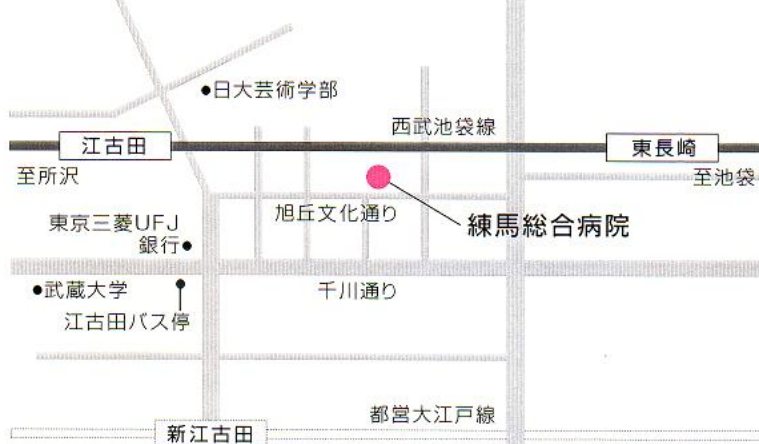 ●日大芸術学部
西武池袋線
江古田
東長崎
至所沢
至池袋
旭丘文化通り
練馬総合病院
東京三菱UFJ
銀行●
●武蔵大学
千川通り
江古田バス停
都営大江戸線
新江古田